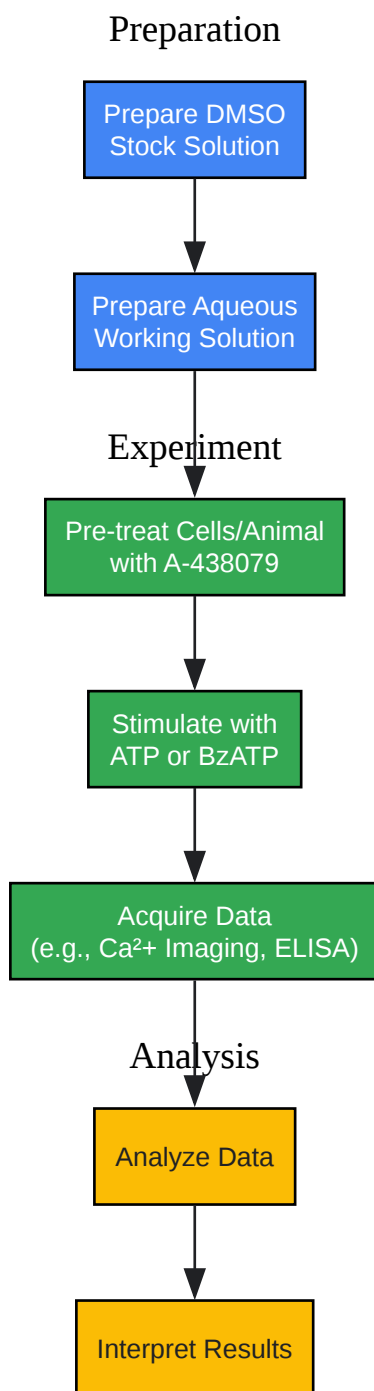 Preparation
Prepare DMSO
Stock Solution
Prepare Aqueous
Working Solution
Experiment
Pre-treat Cells/Animal
with A-438079
Stimulate with
ATP or BzATP
Acquire Data
(e.g., Ca²+ Imaging, ELISA)
Analysis
Analyze Data
Interpret Results